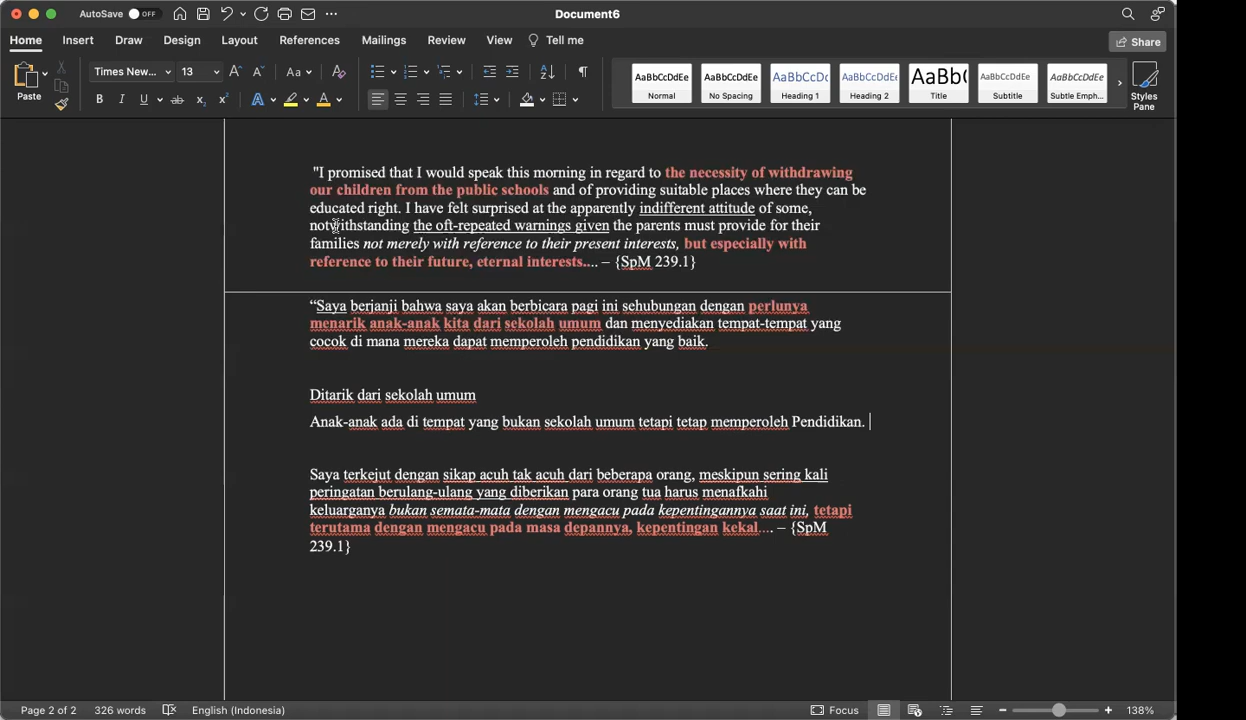 AutoSave OFF
Document6
Home Insert Draw Design Layout References Mailings Review View Tell me Share
Paste
Times New... 13 Aa
B I U ab x₂ x² A A
AaBbCcDdEe AaBbCcDdEe AaBbCcDc AaBbCcDdEe AaBb( AaBbCcDdEe AaBbCcDdEe
Normal No Spacing Heading 1 Heading 2 Title Subtitle Subtle Emph...
Styles
Pane
"I promised that I would speak this morning in regard to the necessity of withdrawing
our children from the public schools and of providing suitable places where they can be
educated right. I have felt surprised at the apparently indifferent attitude of some,
notwithstanding the oft-repeated warnings given the parents must provide for their
families not merely with reference to their present interests, but especially with
reference to their future, eternal interests.... – {SpM 239.1}
“Saya berjanji bahwa saya akan berbicara pagi ini sehubungan dengan perlunya
menarik anak-anak kita dari sekolah umum dan menyediakan tempat-tempat yang
cocok di mana mereka dapat memperoleh pendidikan yang baik.
Ditarik dari sekolah umum
Anak-anak ada di tempat yang bukan sekolah umum tetapi tetap memperoleh Pendidikan.
Saya terkejut dengan sikap acuh tak acuh dari beberapa orang, meskipun sering kali
peringatan berulang-ulang yang diberikan para orang tua harus menafkahi
keluarganya bukan semata-mata dengan mengacu pada kepentingannya saat ini, tetapi
terutama dengan mengacu pada masa depannya, kepentingan kekal.... – {SpM
239.1}
Page 2 of 2 326 words English (Indonesia) Focus 138%